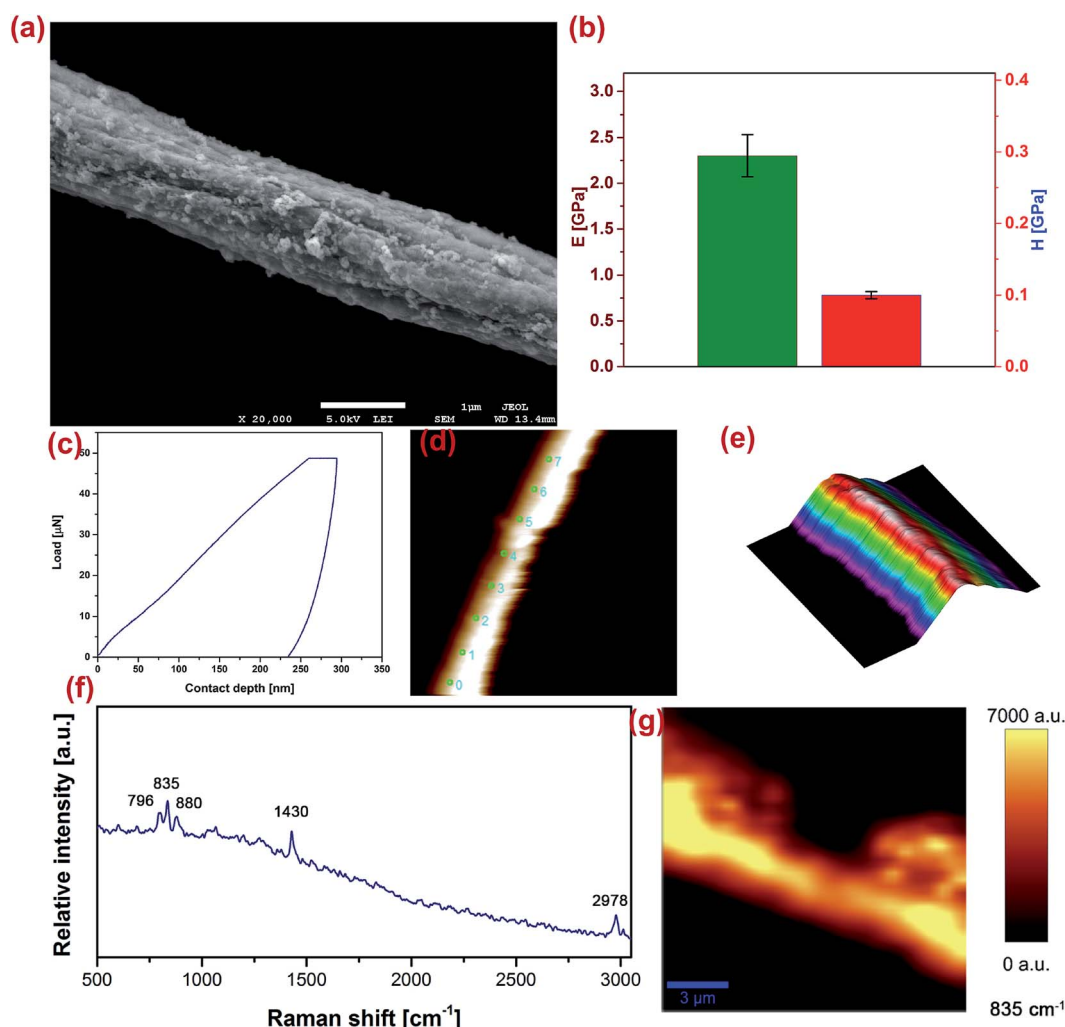 (a)
X 20,000 5.0kV LEI SEM 1µm JEOL WD 13.4mm
(b)
3.0
2.5
2.0
1.5
1.0
0.5
0.0
E [GPa]
0.4
0.3
0.2
0.1
0.0
H [GPa]
(c)
50
40
30
20
10
0
Load [µN]
0 50 100 150 200 250 300 350
Contact depth [nm]
(d)
7
6
5
4
3
2
1
0
(e)
(f)
Relative intensity [a.u.]
796
835
880
1430
2978
500 1000 1500 2000 2500 3000
Raman shift [cm⁻¹]
(g)
3 µm
7000 a.u.
0 a.u.
835 cm⁻¹